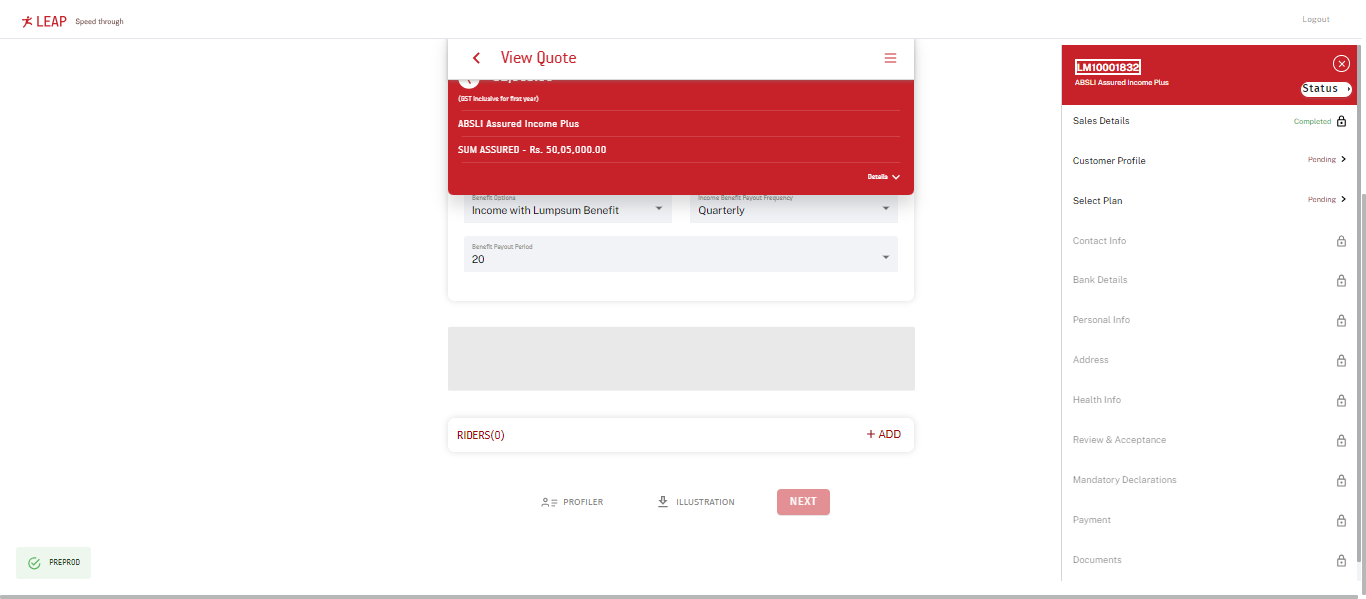 LEAP Speed through
Logout
View Quote
(GST Inclusive for first year)
ABSLI Assured Income Plus
SUM ASSURED - Rs. 50,05,000.00
Details
Benefit Options
Income with Lumpsum Benefit
Income Benefit Payout Frequency
Quarterly
Benefit Payout Period
20
RIDERS(0)
+ ADD
PROFILER
ILLUSTRATION
NEXT
PREPROD
LM10001832
ABSLI Assured Income Plus
Status
Sales Details Completed
Customer Profile Pending
Select Plan Pending
Contact Info
Bank Details
Personal Info
Address
Health Info
Review & Acceptance
Mandatory Declarations
Payment
Documents